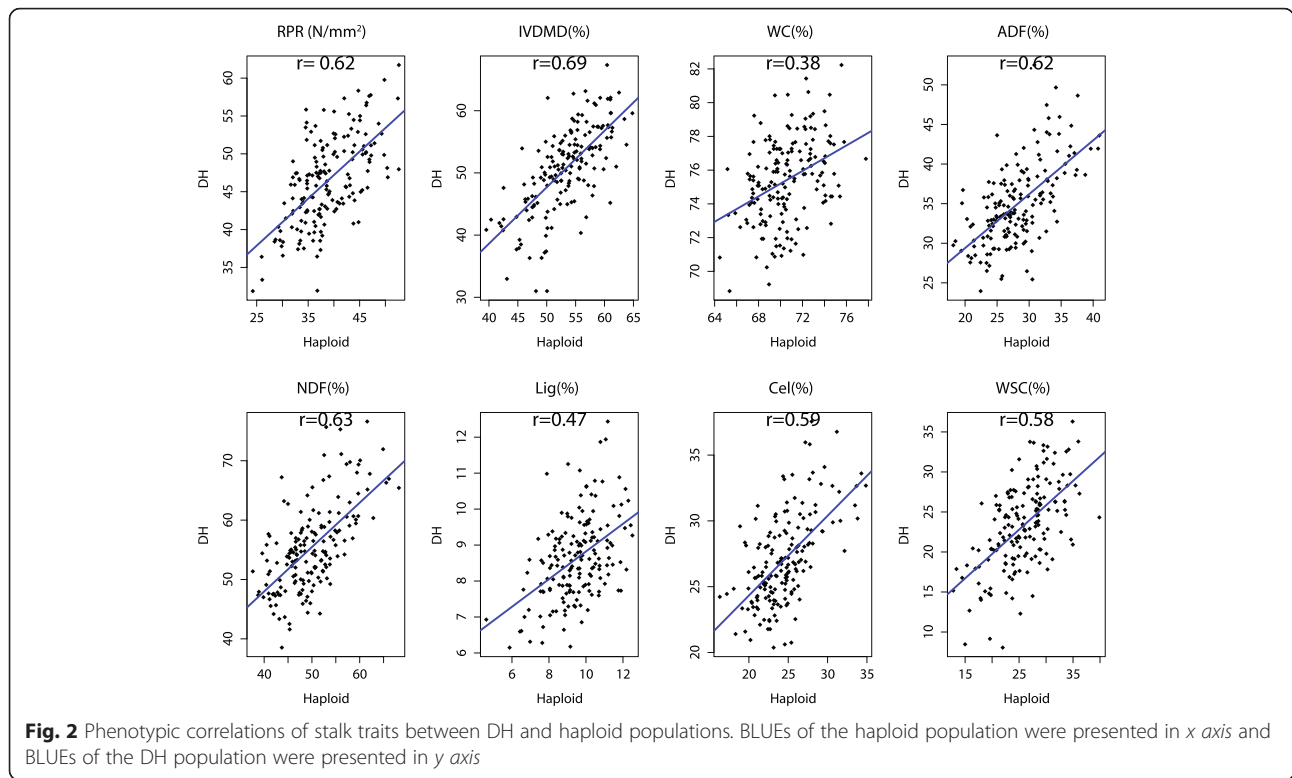 RPR (N/mm²)
r= 0.62
DH
60
55
50
45
40
35
25
35
45
Haploid
IVDMD(%)
r=0.69
DH
60
50
40
30
40
45
50
55
60
65
Haploid
WC(%)
r=0.38
DH
82
80
78
76
74
72
70
64
68
72
76
Haploid
ADF(%)
r=0.62
DH
50
45
40
35
30
25
20
25
30
35
40
Haploid
NDF(%)
r=0.63
DH
70
60
50
40
40
50
60
Haploid
Lig(%)
r=0.47
DH
12
11
10
9
8
7
6
6
8
10
12
Haploid
Cel(%)
r=0.59
DH
35
30
25
20
20
25
30
35
Haploid
WSC(%)
r=0.58
DH
35
30
25
20
15
10
15
25
35
Haploid
Fig. 2 Phenotypic correlations of stalk traits between DH and haploid populations. BLUEs of the haploid population were presented in x axis and
BLUEs of the DH population were presented in y axis